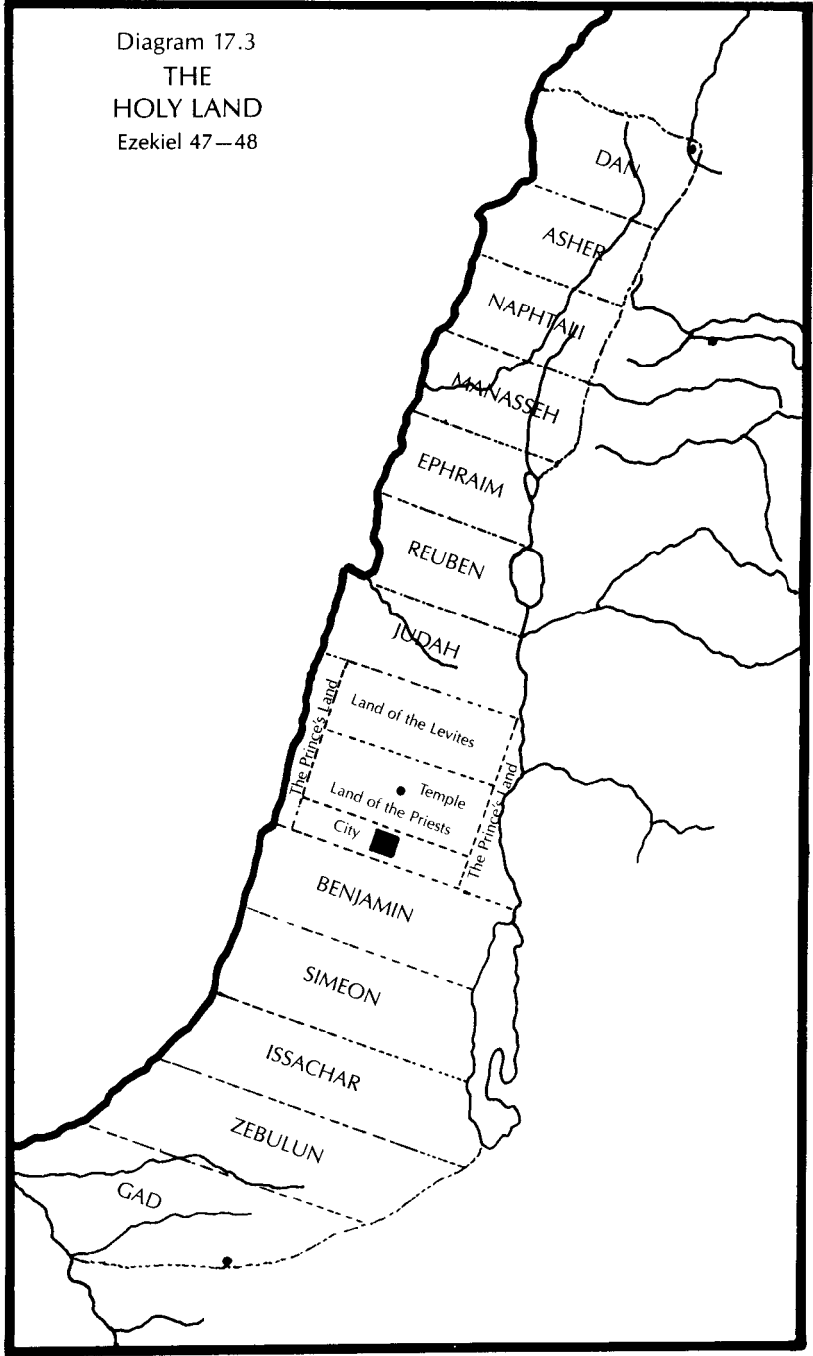 Diagram 17.3
THE
HOLY LAND
Ezekiel 47—48
DAN
ASHER
NAPHTALI
MANASSEH
EPHRAIM
REUBEN
JUDAH
The Prince's Land
Land of the Levites
Temple
Land of the Priests
The Prince's Land
City
BENJAMIN
SIMEON
ISSACHAR
ZEBULUN
GAD